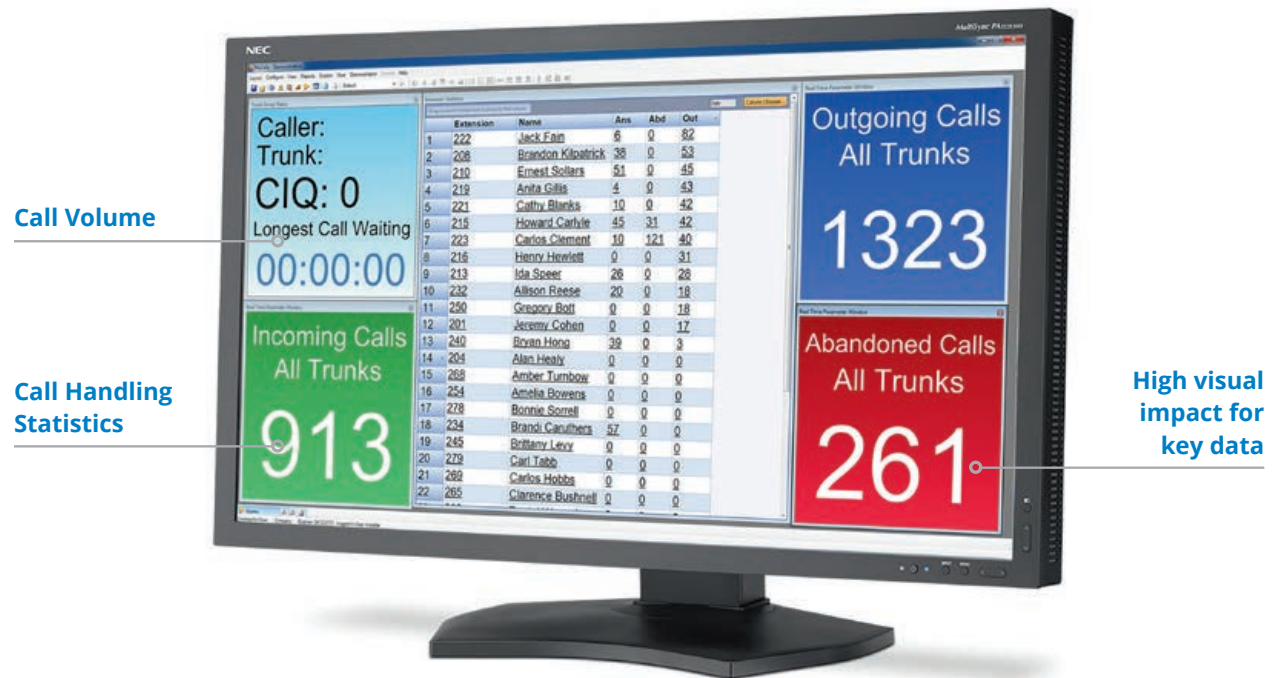 MultiSync PA
NEC
Caller:
Trunk:
CIQ: 0
Longest Call Waiting
00:00:00
Incoming Calls
All Trunks
913
Extension Name Ans Abd Out
1 222 Jack Fain 6 0 82
2 208 Brandon Kilpatrick 38 0 53
3 210 Ernest Sollars 51 0 45
4 219 Anita Gillis 4 0 43
5 221 Cathy Blanks 10 0 42
6 215 Howard Carlyle 45 31 42
7 223 Carlos Clement 10 121 40
8 216 Henry Hewlett 0 0 31
9 213 Ida Speer 26 0 28
10 232 Allison Reese 20 0 18
11 250 Gregory Bott 0 0 18
12 201 Jeremy Cohen 0 0 17
13 240 Bryan Hong 39 0 3
14 204 Alan Healy 0 0 0
15 268 Amber Turnbow 0 0 0
16 254 Amelia Bowens 0 0 0
17 278 Bonnie Sorrell 0 0 0
18 234 Brandi Caruthers 57 0 0
19 245 Brittany Levy 0 0 0
20 279 Carl Tabb 0 0 0
21 269 Carlos Hobbs 0 0 0
22 265 Clarence Bushnell 0 0 0
Real Time Parameter Window
Outgoing Calls
All Trunks
1323
Real Time Parameter Window
Abandoned Calls
All Trunks
261
Call Volume
Call Handling
Statistics
High visual
impact for
key data